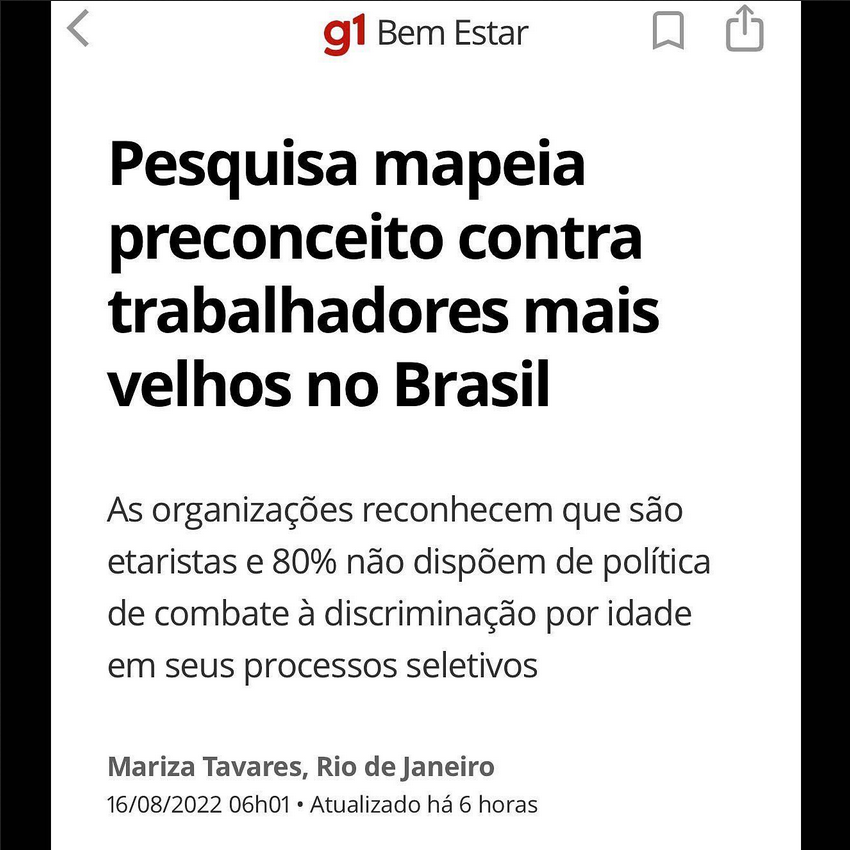 g1 Bem Estar
Pesquisa mapeia
preconceito contra
trabalhadores mais
velhos no Brasil
As organizações reconhecem que são
etaristas e 80% não dispõem de política
de combate à discriminação por idade
em seus processos seletivos
Mariza Tavares, Rio de Janeiro
16/08/2022 06h01 • Atualizado há 6 horas